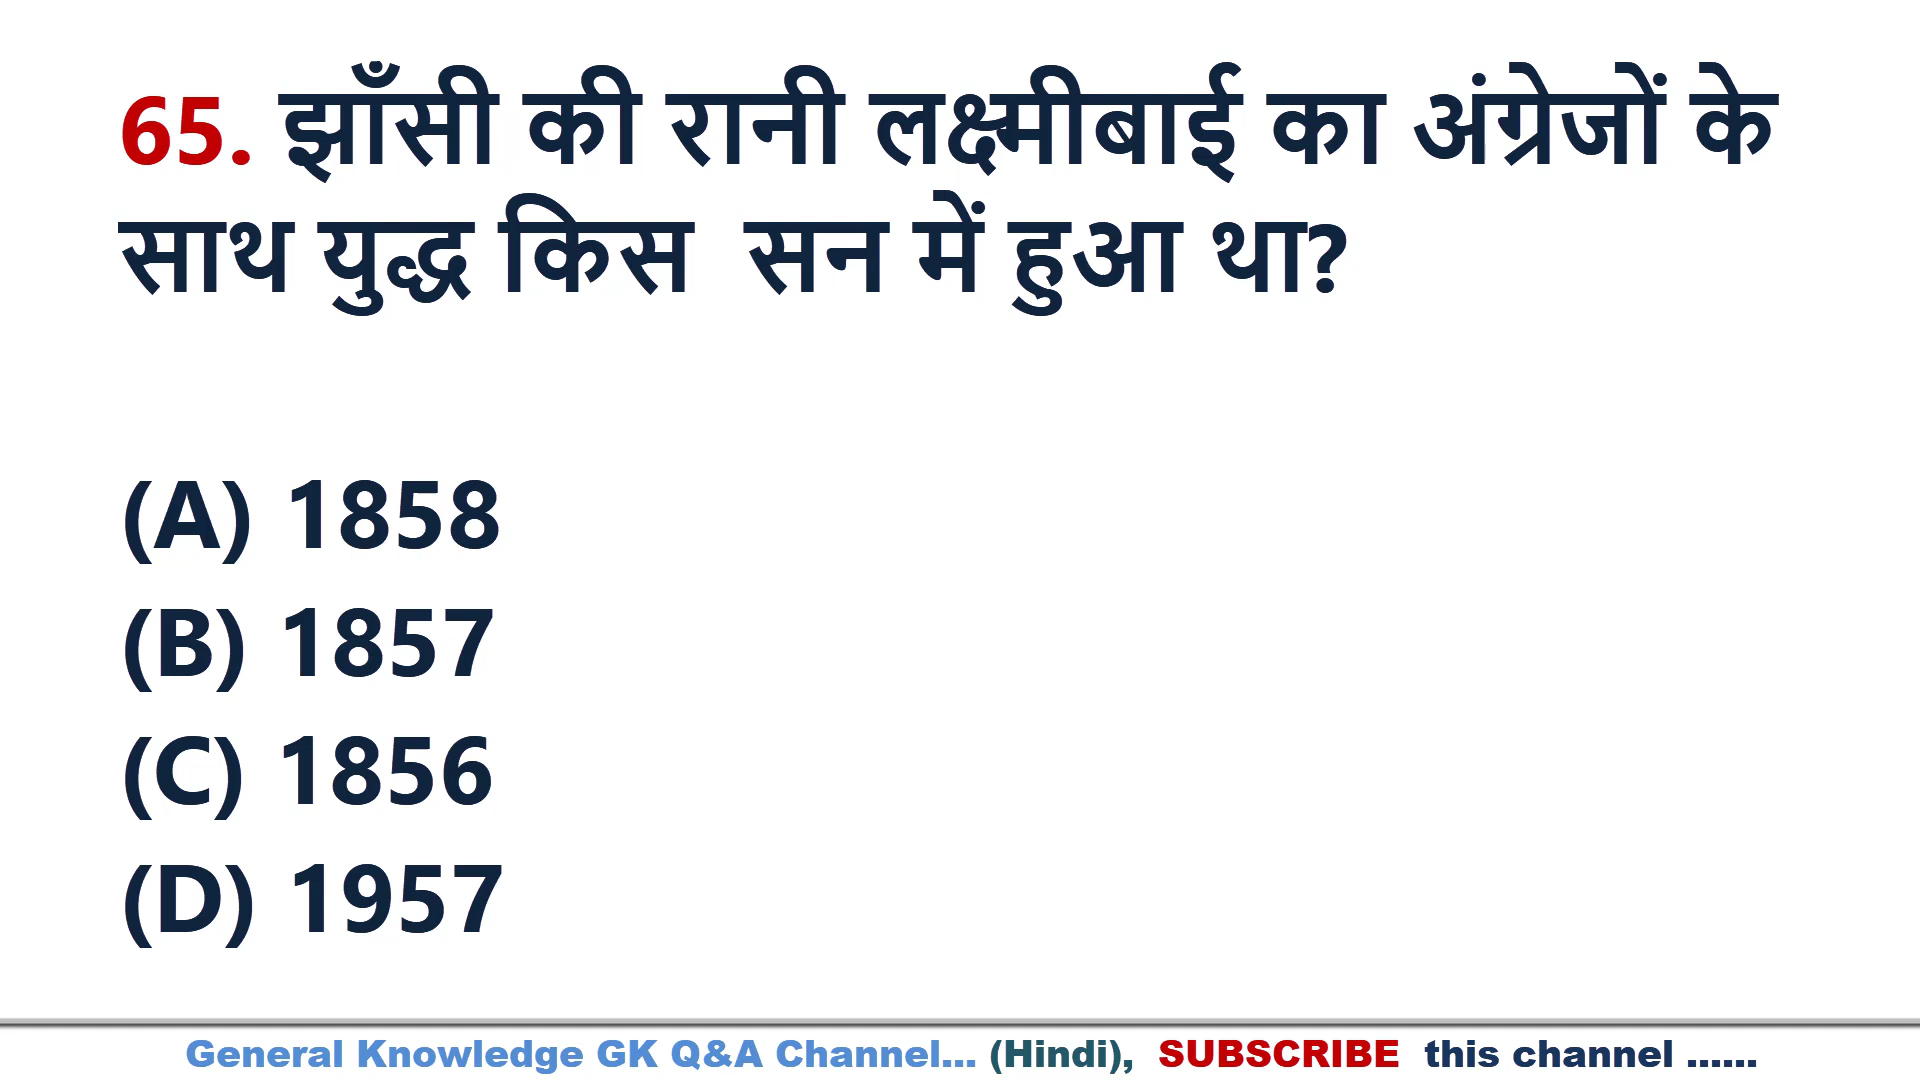 65. झाँसी की रानी लक्ष्मीबाई का अंग्रेजों के
साथ युद्ध किस  सन में हुआ था?
(A) 1858
(B) 1857
(C) 1856
(D) 1957
General Knowledge GK Q&A Channel... (Hindi),  SUBSCRIBE  this channel ......